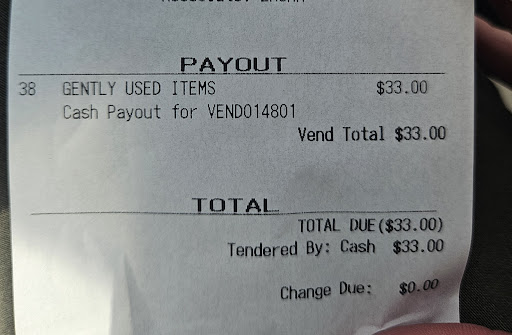 PAYOUT
38 GENTLY USED ITEMS $33.00
Cash Payout for VEND014801
Vend Total $33.00
TOTAL
TOTAL DUE($33.00)
Tendered By: Cash $33.00
Change Due: $0.00